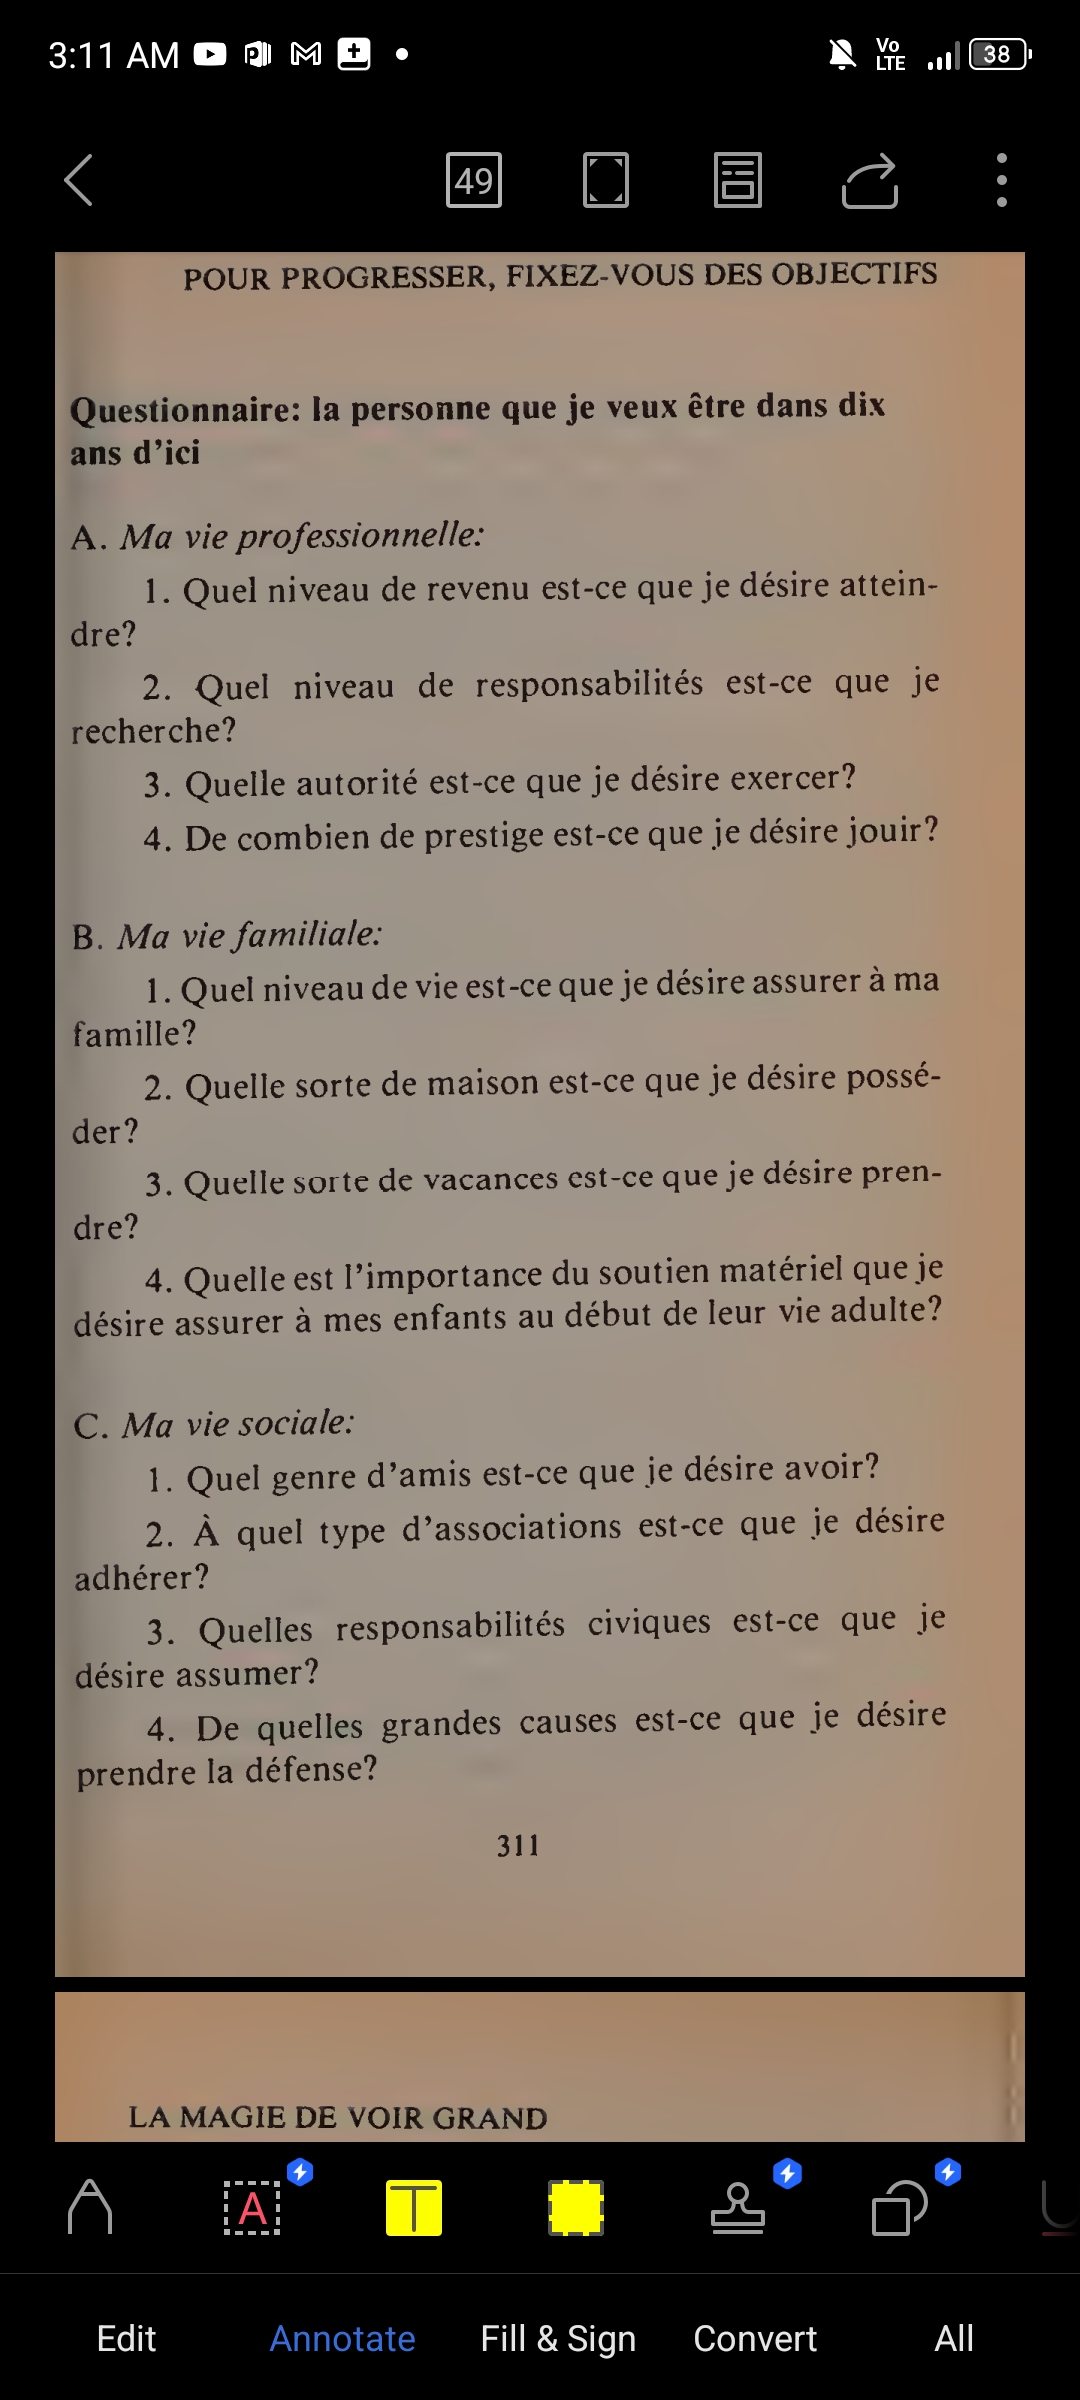 3:11 AM
Vo
LTE
38
49
POUR PROGRESSER, FIXEZ-VOUS DES OBJECTIFS
Questionnaire: la personne que je veux être dans dix
ans d'ici
A. Ma vie professionnelle:
1. Quel niveau de revenu est-ce que je désire attein-
dre?
2. Quel niveau de responsabilités est-ce que je
recherche?
3. Quelle autorité est-ce que je désire exercer?
4. De combien de prestige est-ce que je désire jouir?
B. Ma vie familiale:
1. Quel niveau de vie est-ce que je désire assurer à ma
famille?
2. Quelle sorte de maison est-ce que je désire possé-
der?
3. Quelle sorte de vacances est-ce que je désire pren-
dre?
4. Quelle est l'importance du soutien matériel que je
désire assurer à mes enfants au début de leur vie adulte?
C. Ma vie sociale:
1. Quel genre d'amis est-ce que je désire avoir?
2. À quel type d'associations est-ce que je désire
adhérer?
3. Quelles responsabilités civiques est-ce que je
désire assumer?
4. De quelles grandes causes est-ce que je désire
prendre la défense?
311
LA MAGIE DE VOIR GRAND
A
T
Edit
Annotate
Fill & Sign
Convert
All